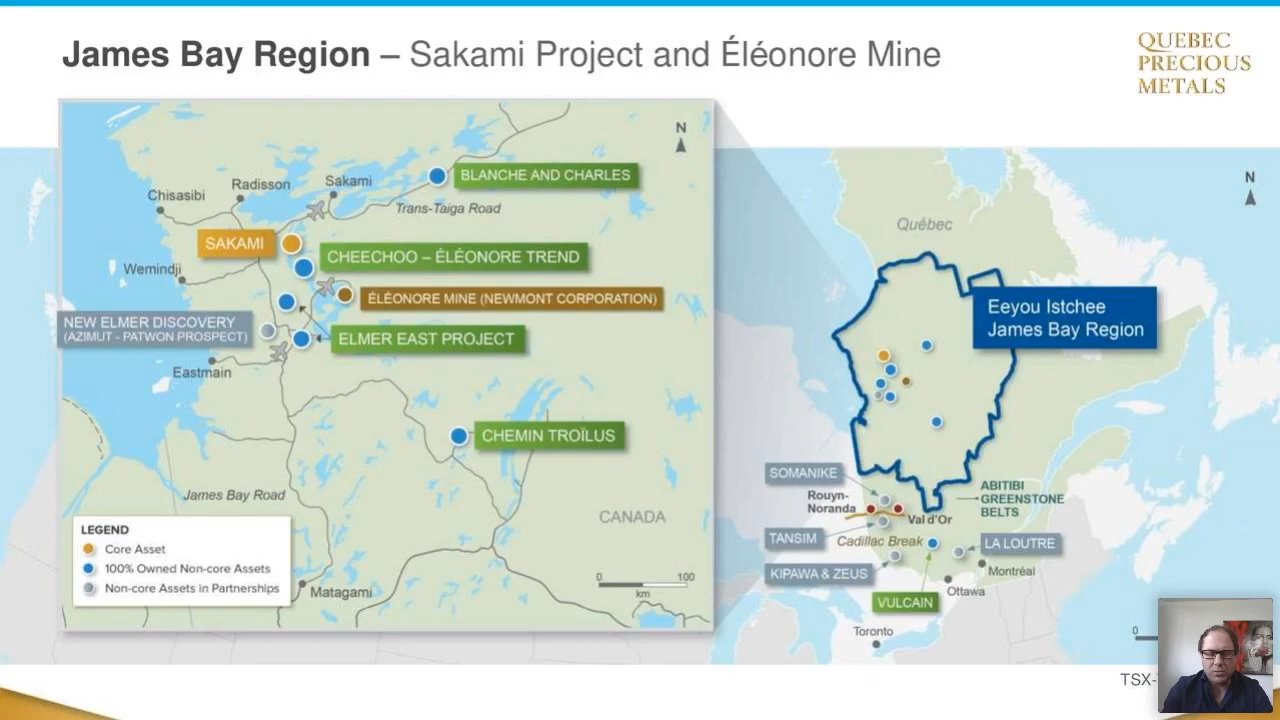 James Bay Region – Sakami Project and Éléonore Mine
QUEBEC
PRECIOUS
METALS
N
BLANCHE AND CHARLES
Chisasibi
Radisson
Sakami
Trans-Taiga Road
SAKAMI
CHEECHOO – ÉLÉONORE TREND
Wemindji
ÉLÉONORE MINE (NEWMONT CORPORATION)
NEW ELMER DISCOVERY
(AZIMUT - PATWON PROSPECT)
ELMER EAST PROJECT
Eastmain
CHEMIN TROÏLUS
James Bay Road
CANADA
LEGEND
Core Asset
100% Owned Non-core Assets
Non-core Assets in Partnerships
Matagami
0 100
km
N
Québec
Eeyou Istchee
James Bay Region
SOMANIKE
Rouyn-
Noranda
Val d'Or
ABITIBI
GREENSTONE
BELTS
TANSIM
Cadillac Break
LA LOUTRE
KIPAWA & ZEUS
Montréal
Ottawa
VULCAIN
Toronto
0
TSX-